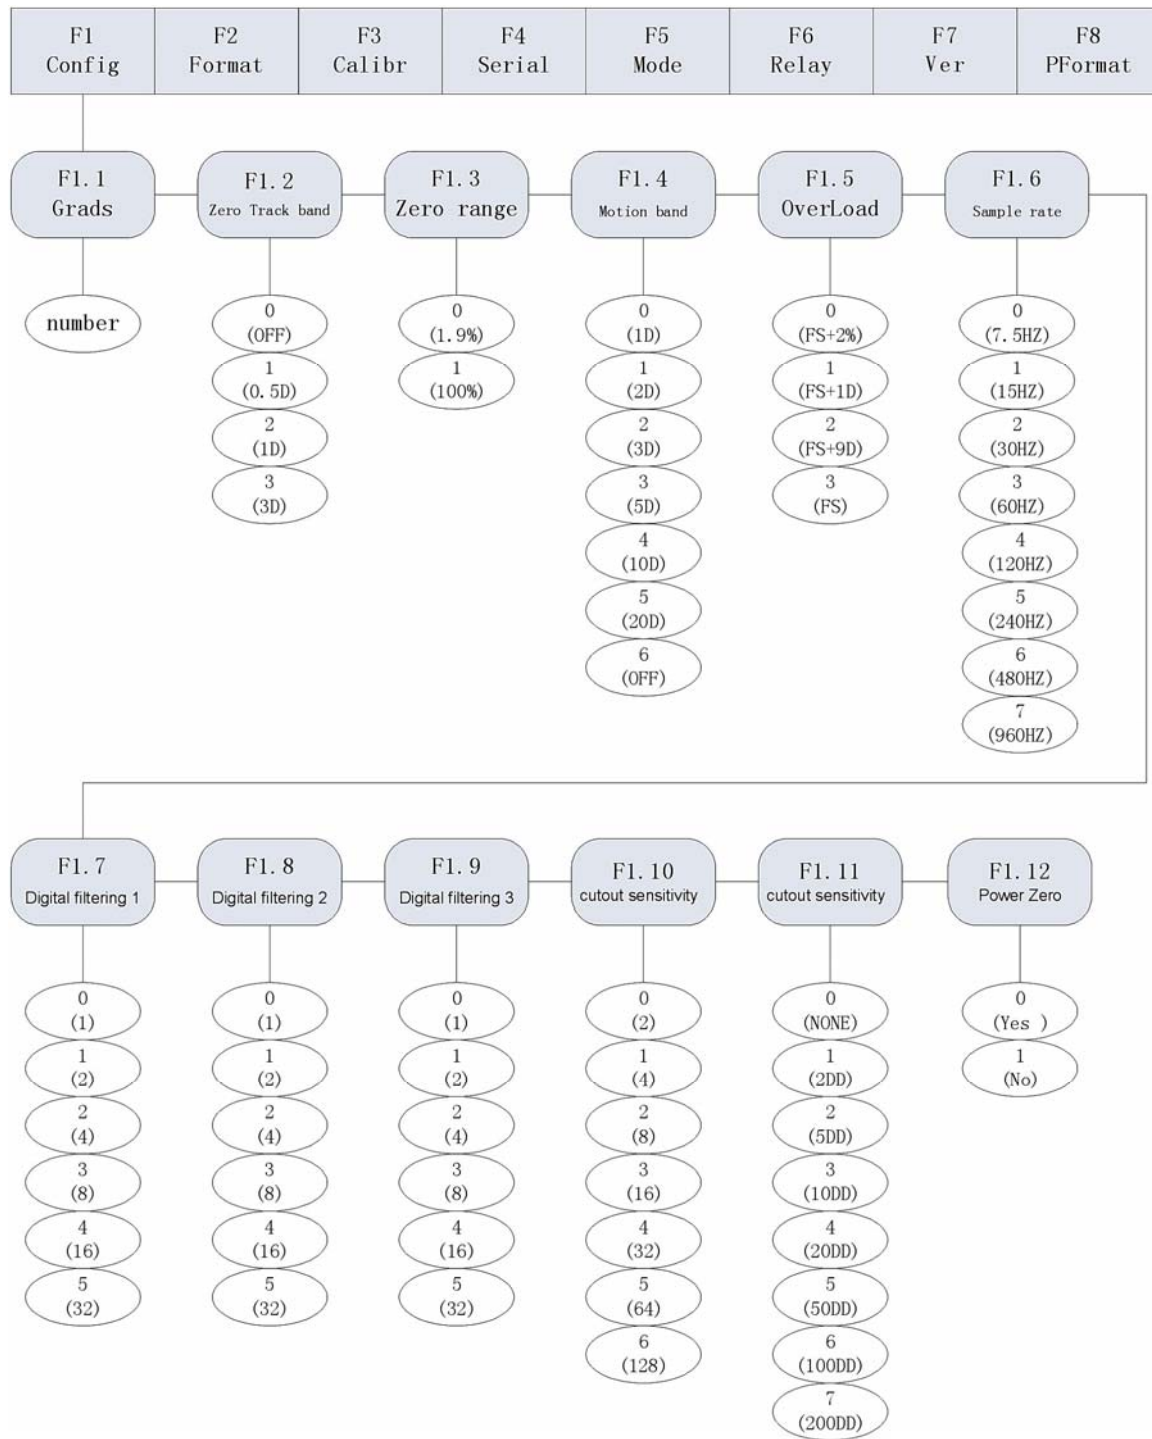 F1 F2 F3 F4 F5 F6 F7 F8
Config Format Calibr Serial Mode Relay Ver PFormat
F1.1 F1.2 F1.3 F1.4 F1.5 F1.6
Grads Zero Track band Zero range Motion band OverLoad Sample rate
number
0
(OFF)
1
(0.5D)
2
(1D)
3
(3D)
0
(1.9%)
1
(100%)
0
(1D)
1
(2D)
2
(3D)
3
(5D)
4
(10D)
5
(20D)
6
(OFF)
0
(FS+2%)
1
(FS+1D)
2
(FS+9D)
3
(FS)
0
(7.5HZ)
1
(15HZ)
2
(30HZ)
3
(60HZ)
4
(120HZ)
5
(240HZ)
6
(480HZ)
7
(960HZ)
F1.7 F1.8 F1.9 F1.10 F1.11 F1.12
Digital filtering 1 Digital filtering 2 Digital filtering 3 cutout sensitivity cutout sensitivity Power Zero
0
(1)
1
(2)
2
(4)
3
(8)
4
(16)
5
(32)
0
(1)
1
(2)
2
(4)
3
(8)
4
(16)
5
(32)
0
(1)
1
(2)
2
(4)
3
(8)
4
(16)
5
(32)
0
(2)
1
(4)
2
(8)
3
(16)
4
(32)
5
(64)
6
(128)
0
(NONE)
1
(2DD)
2
(5DD)
3
(10DD)
4
(20DD)
5
(50DD)
6
(100DD)
7
(200DD)
0
(Yes )
1
(No)